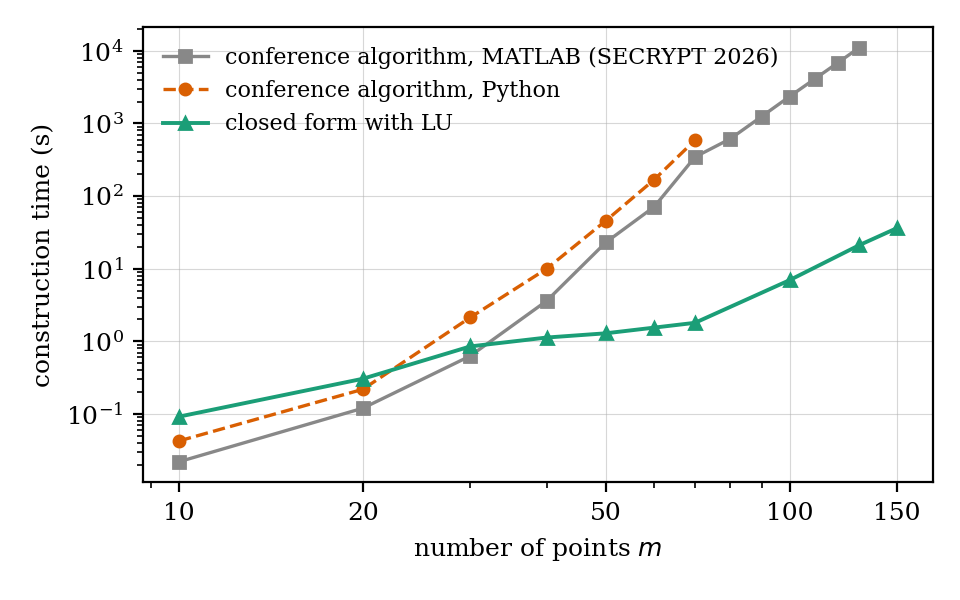 conference algorithm, MATLAB (SECRYPT 2026)
conference algorithm, Python
closed form with LU
construction time (s)
10⁴
10³
10²
10¹
10⁰
10⁻¹
10 20 50 100 150
number of points m